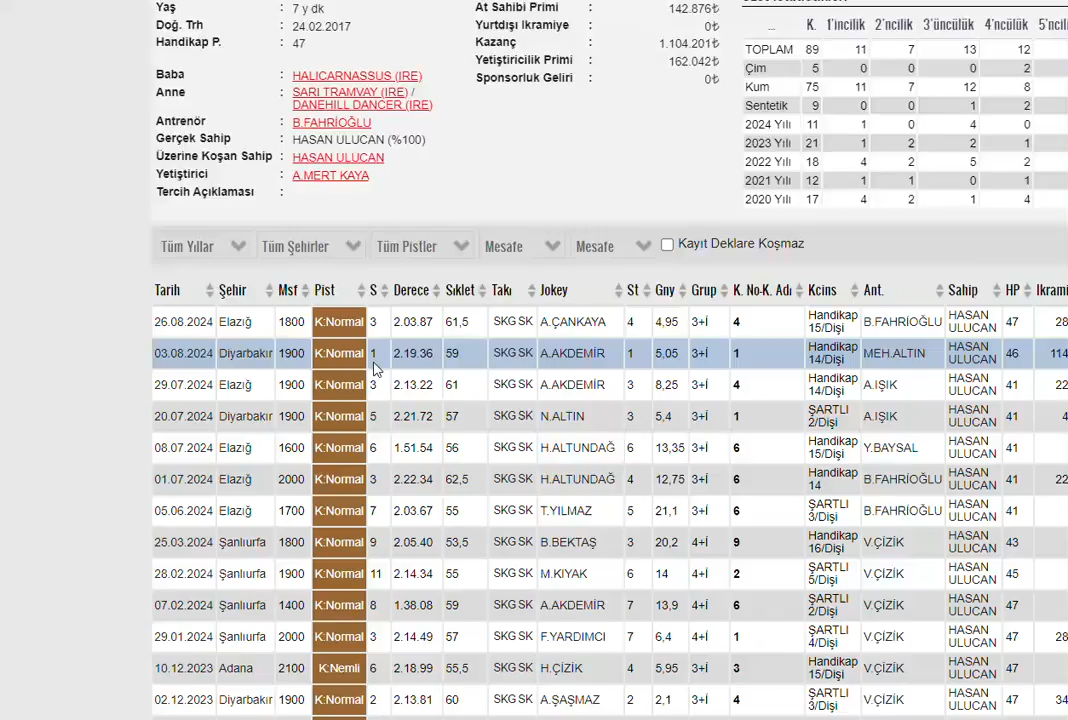 Yaş : 7 y dk
Doğ. Trh : 24.02.2017
Handikap P. : 47
Baba : HALICARNASSUS (IRE)
Anne : SARI TRAMVAY (IRE) /
DANEHILL DANCER (IRE)
Antrenör : B.FAHRİOĞLU
Gerçek Sahip : HASAN ULUCAN (%100)
Üzerine Koşan Sahip : HASAN ULUCAN
Yetiştirici : A.MERT KAYA
Tercih Açıklaması :
At Sahibi Primi : 142.876₺
Yurtdışı Ikramiye : 0₺
Kazanç : 1.104.201₺
Yetiştiricilik Primi : 162.042₺
Sponsorluk Geliri : 0₺
... K. 1'incilik 2'ncilik 3'üncülük 4'ncülük 5'ncili
TOPLAM 89 11 7 13 12
Çim 5 0 0 0 2
Kum 75 11 7 12 8
Sentetik 9 0 0 1 2
2024 Yılı 11 1 0 4 0
2023 Yılı 21 1 2 2 1
2022 Yılı 18 4 2 5 2
2021 Yılı 12 1 1 0 1
2020 Yılı 17 4 2 1 4
Tüm Yıllar Tüm Şehirler Tüm Pistler Mesafe Mesafe Kayıt Deklare Koşmaz
Tarih Şehir Msf Pist S Derece Sıklet Takı Jokey St Gny Grup K. No-K. Adı Kcins Ant. Sahip HP Ikrami
26.08.2024 Elazığ 1800 K:Normal 3 2.03.87 61,5 SKG SK A.ÇANKAYA 4 4,95 3+İ 4 Handikap 15/Dişi B.FAHRİOĞLU HASAN ULUCAN 47 28
03.08.2024 Diyarbakır 1900 K:Normal 1 2.19.36 59 SKG SK A.AKDEMİR 1 5,05 3+İ 1 Handikap 14/Dişi MEH.ALTIN HASAN ULUCAN 46 114
29.07.2024 Elazığ 1900 K:Normal 3 2.13.22 61 SKG SK A.AKDEMİR 3 8,25 3+İ 4 Handikap 14/Dişi A.IŞIK HASAN ULUCAN 41 22
20.07.2024 Diyarbakır 1900 K:Normal 5 2.21.72 57 SKG SK N.ALTIN 3 5,4 3+İ 1 ŞARTLI 2/Dişi A.IŞIK HASAN ULUCAN 41 4
08.07.2024 Elazığ 1600 K:Normal 6 1.51.54 56 SKG SK H.ALTUNDAĞ 6 13,35 3+İ 6 Handikap 15/Dişi Y.BAYSAL HASAN ULUCAN 41
01.07.2024 Elazığ 2000 K:Normal 3 2.22.34 62,5 SKG SK H.ALTUNDAĞ 4 12,75 3+İ 6 Handikap 14 B.FAHRİOĞLU HASAN ULUCAN 41 22
05.06.2024 Elazığ 1700 K:Normal 7 2.03.67 55 SKG SK T.YILMAZ 5 21,1 3+İ 6 ŞARTLI 3/Dişi B.FAHRİOĞLU HASAN ULUCAN 41
25.03.2024 Şanlıurfa 1800 K:Normal 9 2.05.40 53,5 SKG SK B.BEKTAŞ 3 20,2 4+İ 9 Handikap 16/Dişi V.ÇİZİK HASAN ULUCAN 43
28.02.2024 Şanlıurfa 1900 K:Normal 11 2.14.34 55 SKG SK M.KIYAK 6 14 4+İ 2 ŞARTLI 5/Dişi V.ÇİZİK HASAN ULUCAN 45
07.02.2024 Şanlıurfa 1400 K:Normal 8 1.38.08 59 SKG SK A.AKDEMİR 7 13,9 4+İ 6 ŞARTLI 2/Dişi V.ÇİZİK HASAN ULUCAN 47
29.01.2024 Şanlıurfa 2000 K:Normal 3 2.14.49 57 SKG SK F.YARDIMCI 7 6,4 4+İ 1 ŞARTLI 4/Dişi V.ÇİZİK HASAN ULUCAN 47 28
10.12.2023 Adana 2100 K:Nemli 6 2.18.99 55,5 SKG SK H.ÇİZİK 4 5,95 3+İ 3 Handikap 15/Dişi V.ÇİZİK HASAN ULUCAN 47
02.12.2023 Diyarbakır 1900 K:Normal 2 2.13.81 60 SKG SK A.ŞAŞMAZ 2 2,1 3+İ 4 ŞARTLI 3/Dişi V.ÇİZİK HASAN ULUCAN 47 34